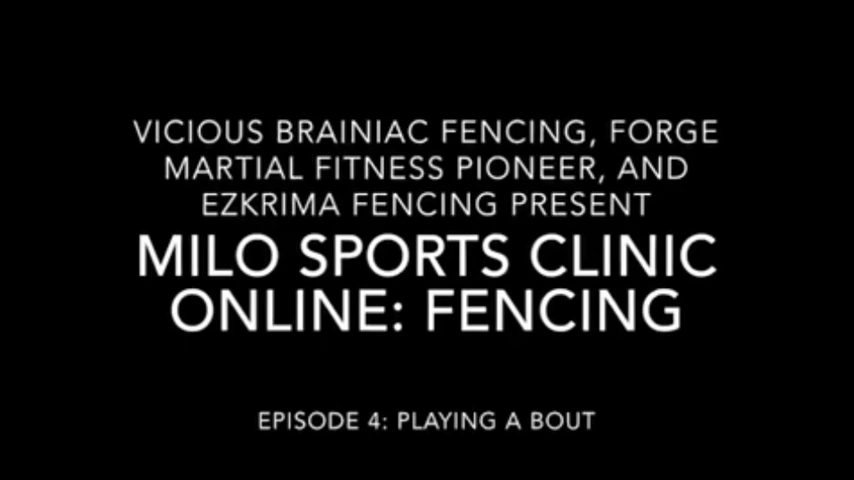 VICIOUS BRAINIAC FENCING, FORGE
MARTIAL FITNESS PIONEER, AND
EZKRIMA FENCING PRESENT
MILO SPORTS CLINIC
ONLINE: FENCING
EPISODE 4: PLAYING A BOUT